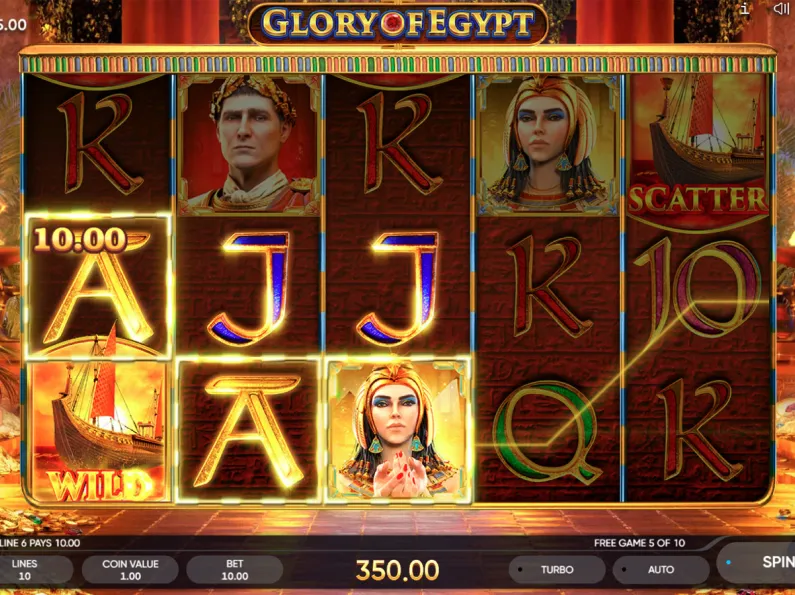 GLORY OF EGYPT
5.00
i
K
K
SCATTER
10.00
A
J
J
K
10
WILD
A
Q
K
LINE 6 PAYS 10.00
FREE GAME 5 OF 10
LINES
10
COIN VALUE
1.00
BET
10.00
350.00
TURBO
AUTO
SPIN